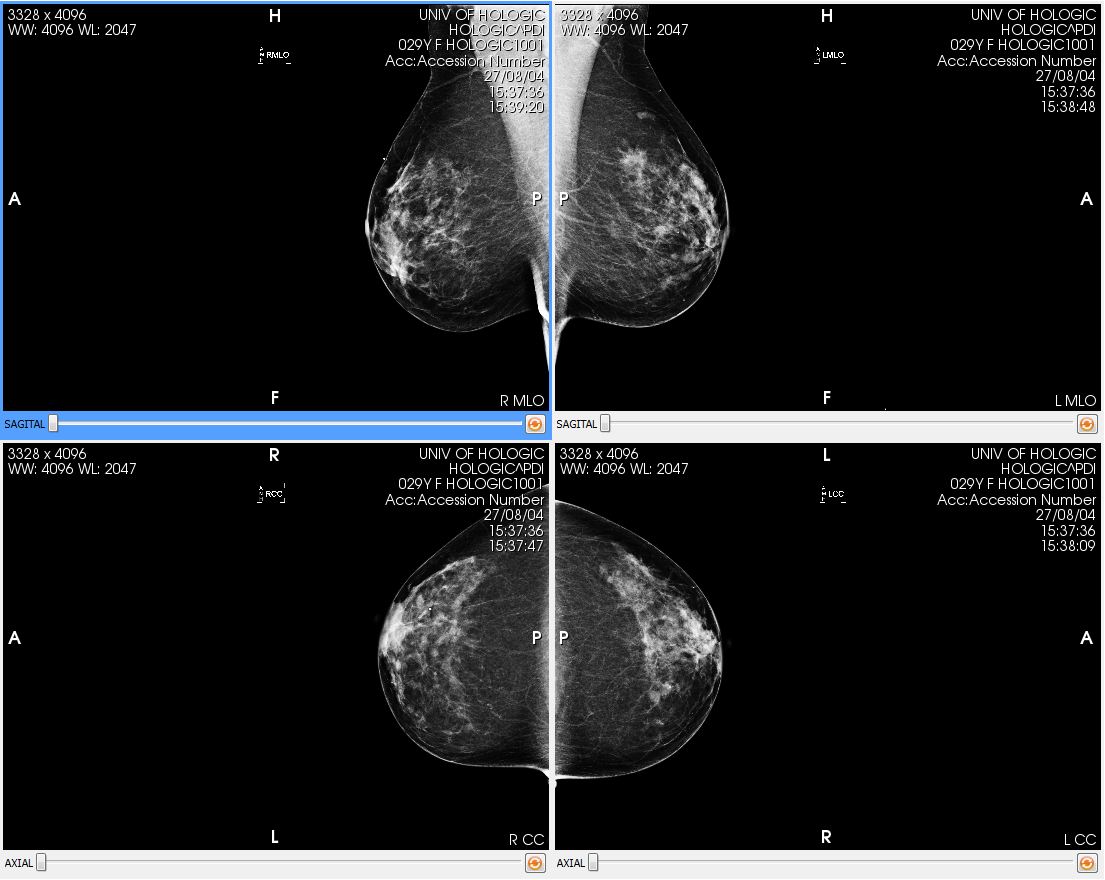 3328 x 4096
WW: 4096 WL: 2047
H
UNIV OF HOLOGIC
HOLOGIC^PDI
029Y F HOLOGIC1001
Acc:Accession Number
27/08/04
15:37:36
15:39:20
RMLO
A
P
F
R MLO
SAGITAL
3328 x 4096
WW: 4096 WL: 2047
H
UNIV OF HOLOGIC
HOLOGIC^PDI
029Y F HOLOGIC1001
Acc:Accession Number
27/08/04
15:37:36
15:38:48
LMLO
P
A
F
L MLO
SAGITAL
3328 x 4096
WW: 4096 WL: 2047
R
UNIV OF HOLOGIC
HOLOGIC^PDI
029Y F HOLOGIC1001
Acc:Accession Number
27/08/04
15:37:36
15:37:47
RCC
A
P
L
R CC
AXIAL
3328 x 4096
WW: 4096 WL: 2047
L
UNIV OF HOLOGIC
HOLOGIC^PDI
029Y F HOLOGIC1001
Acc:Accession Number
27/08/04
15:37:36
15:38:09
LCC
P
A
R
L CC
AXIAL